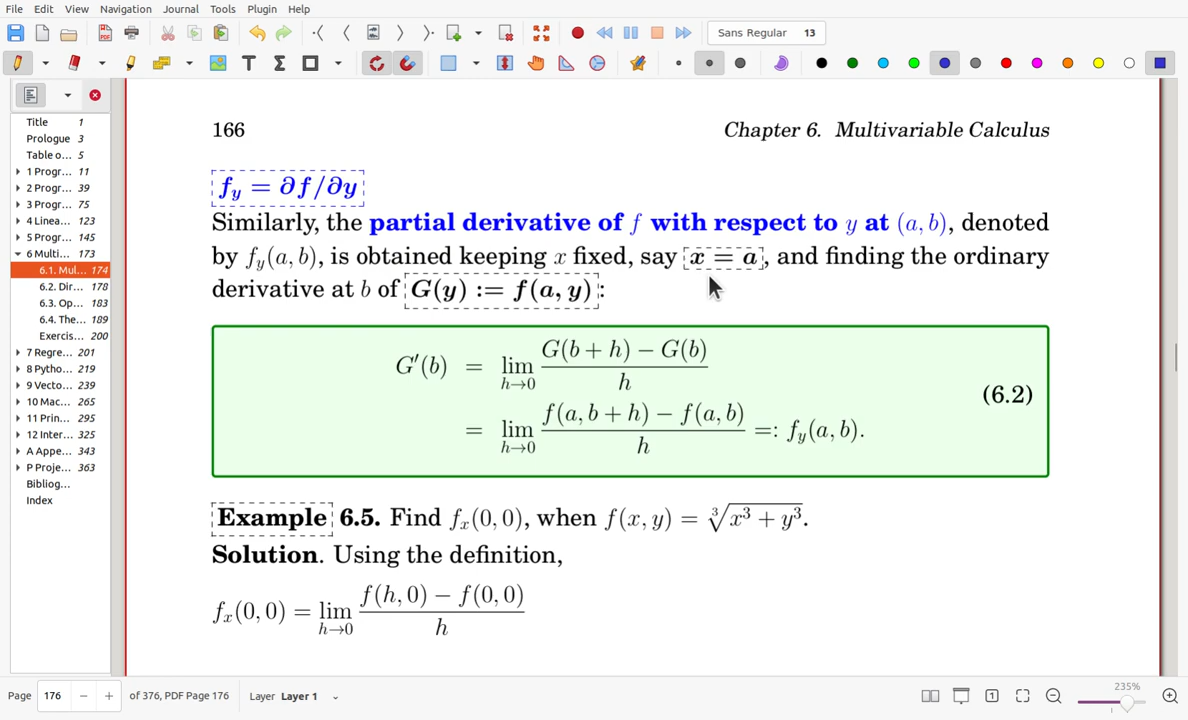 File Edit View Navigation Journal Tools Plugin Help
Sans Regular 13
Title 1
Prologue 3
Table o... 5
1 Progr... 11
2 Progr... 39
3 Progr... 75
4 Linea... 123
5 Progr... 145
6 Multi... 173
6.1. Mul... 174
6.2. Dir... 178
6.3. Op... 183
6.4. The... 189
Exercis... 200
7 Regre... 201
8 Pytho... 219
9 Vecto... 239
10 Mac... 265
11 Prin... 295
12 Inter... 325
A Appe... 343
P Proje... 363
Bibliog...
Index
166 Chapter 6. Multivariable Calculus
f_y = ∂f/∂y
Similarly, the partial derivative of f with respect to y at (a, b), denoted
by f_y(a, b), is obtained keeping x fixed, say x = a, and finding the ordinary
derivative at b of G(y) := f(a, y):
G′(b) = lim_{h→0} (G(b + h) − G(b))/h
= lim_{h→0} (f(a, b + h) − f(a, b))/h =: f_y(a, b). (6.2)
Example 6.5. Find f_x(0, 0), when f(x, y) = ∛(x³ + y³).
Solution. Using the definition,
f_x(0, 0) = lim_{h→0} (f(h, 0) − f(0, 0))/h
Page 176 − + of 376, PDF Page 176 Layer Layer 1 235%